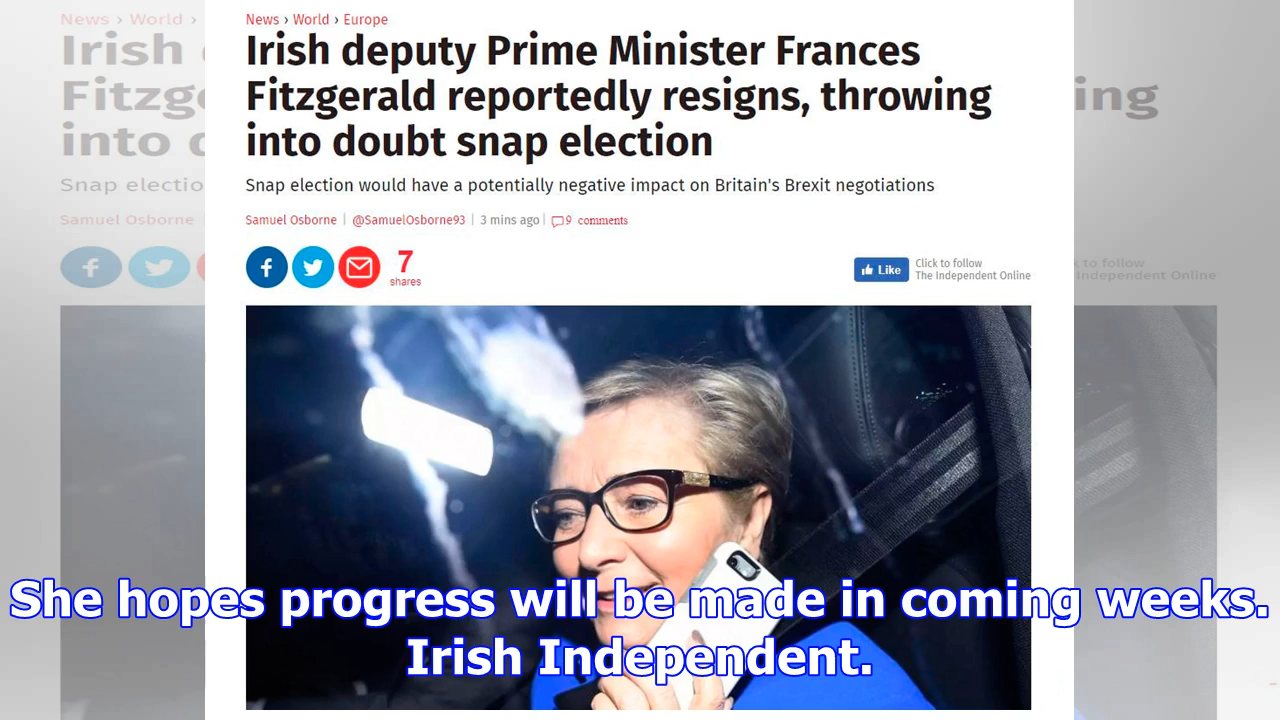 News › World › Europe
Irish deputy Prime Minister Frances
Fitzgerald reportedly resigns, throwing
into doubt snap election
Snap election would have a potentially negative impact on Britain's Brexit negotiations
Samuel Osborne | @SamuelOsborne93 | 3 mins ago | 9 comments
7
shares
Like
Click to follow
The Independent Online
She hopes progress will be made in coming weeks.
Irish Independent.